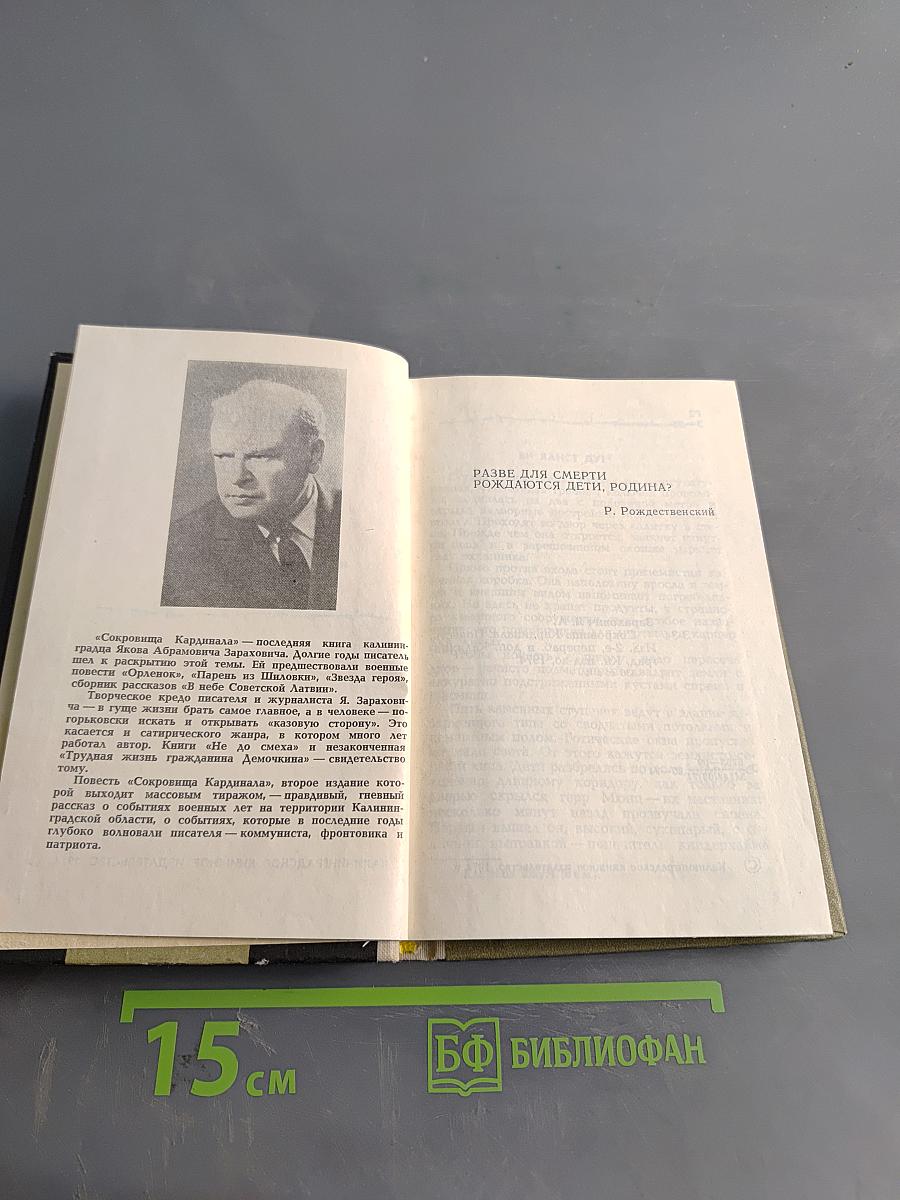 «Сокровища Кардинала» — последняя книга калинин-
градца Якова Абрамовича Зараховича. Долгие годы писатель
шел к раскрытию этой темы. Ей предшествовали военные
повести «Орленок», «Парень из Шиловки», «Звезда героя»,
сборник рассказов «В небе Советской Латвии».
Творческое кредо писателя и журналиста Я. Зарахови-
ча — в гуще жизни брать самое главное, а в человеке — по-
горьковски искать и открывать «казовую сторону». Это
касается и сатирического жанра, в котором много лет
работал автор. Книги «Не до смеха» и незаконченная
«Трудная жизнь гражданина Демочкина» — свидетельство
тому.
Повесть «Сокровища Кардинала», второе издание кото-
рой выходит массовым тиражом, — правдивый, гневный
рассказ о событиях военных лет на территории Калинин-
градской области, о событиях, которые в последние годы
глубоко волновали писателя — коммуниста, фронтовика и
патриота.
РАЗВЕ ДЛЯ СМЕРТИ
РОЖДАЮТСЯ ДЕТИ, РОДИНА?
Р. Рождественский
15 см
БФ БИБЛИОФАН